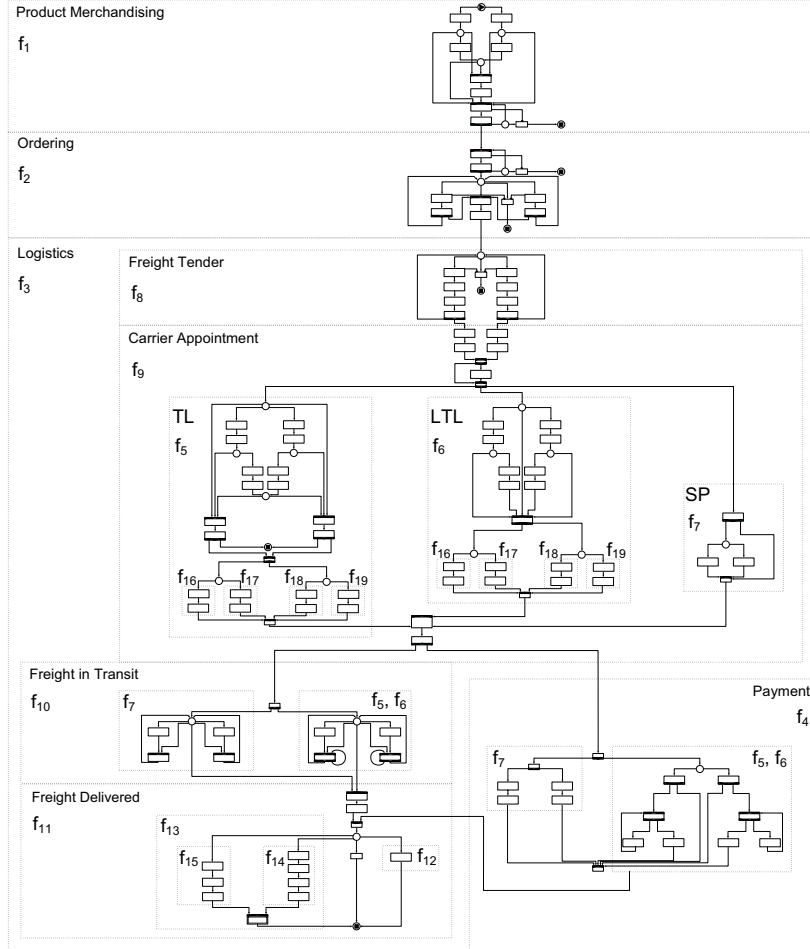 Product Merchandising
f1
Ordering
f2
Logistics
f3
Freight Tender
f8
Carrier Appointment
f9
TL
f5
LTL
f6
SP
f7
f16 f17 f18 f19
f16 f17 f18 f19
Freight in Transit
f10
f7
f5, f6
Payment
f4
f7
f5, f6
Freight Delivered
f11
f13
f15
f14
f12